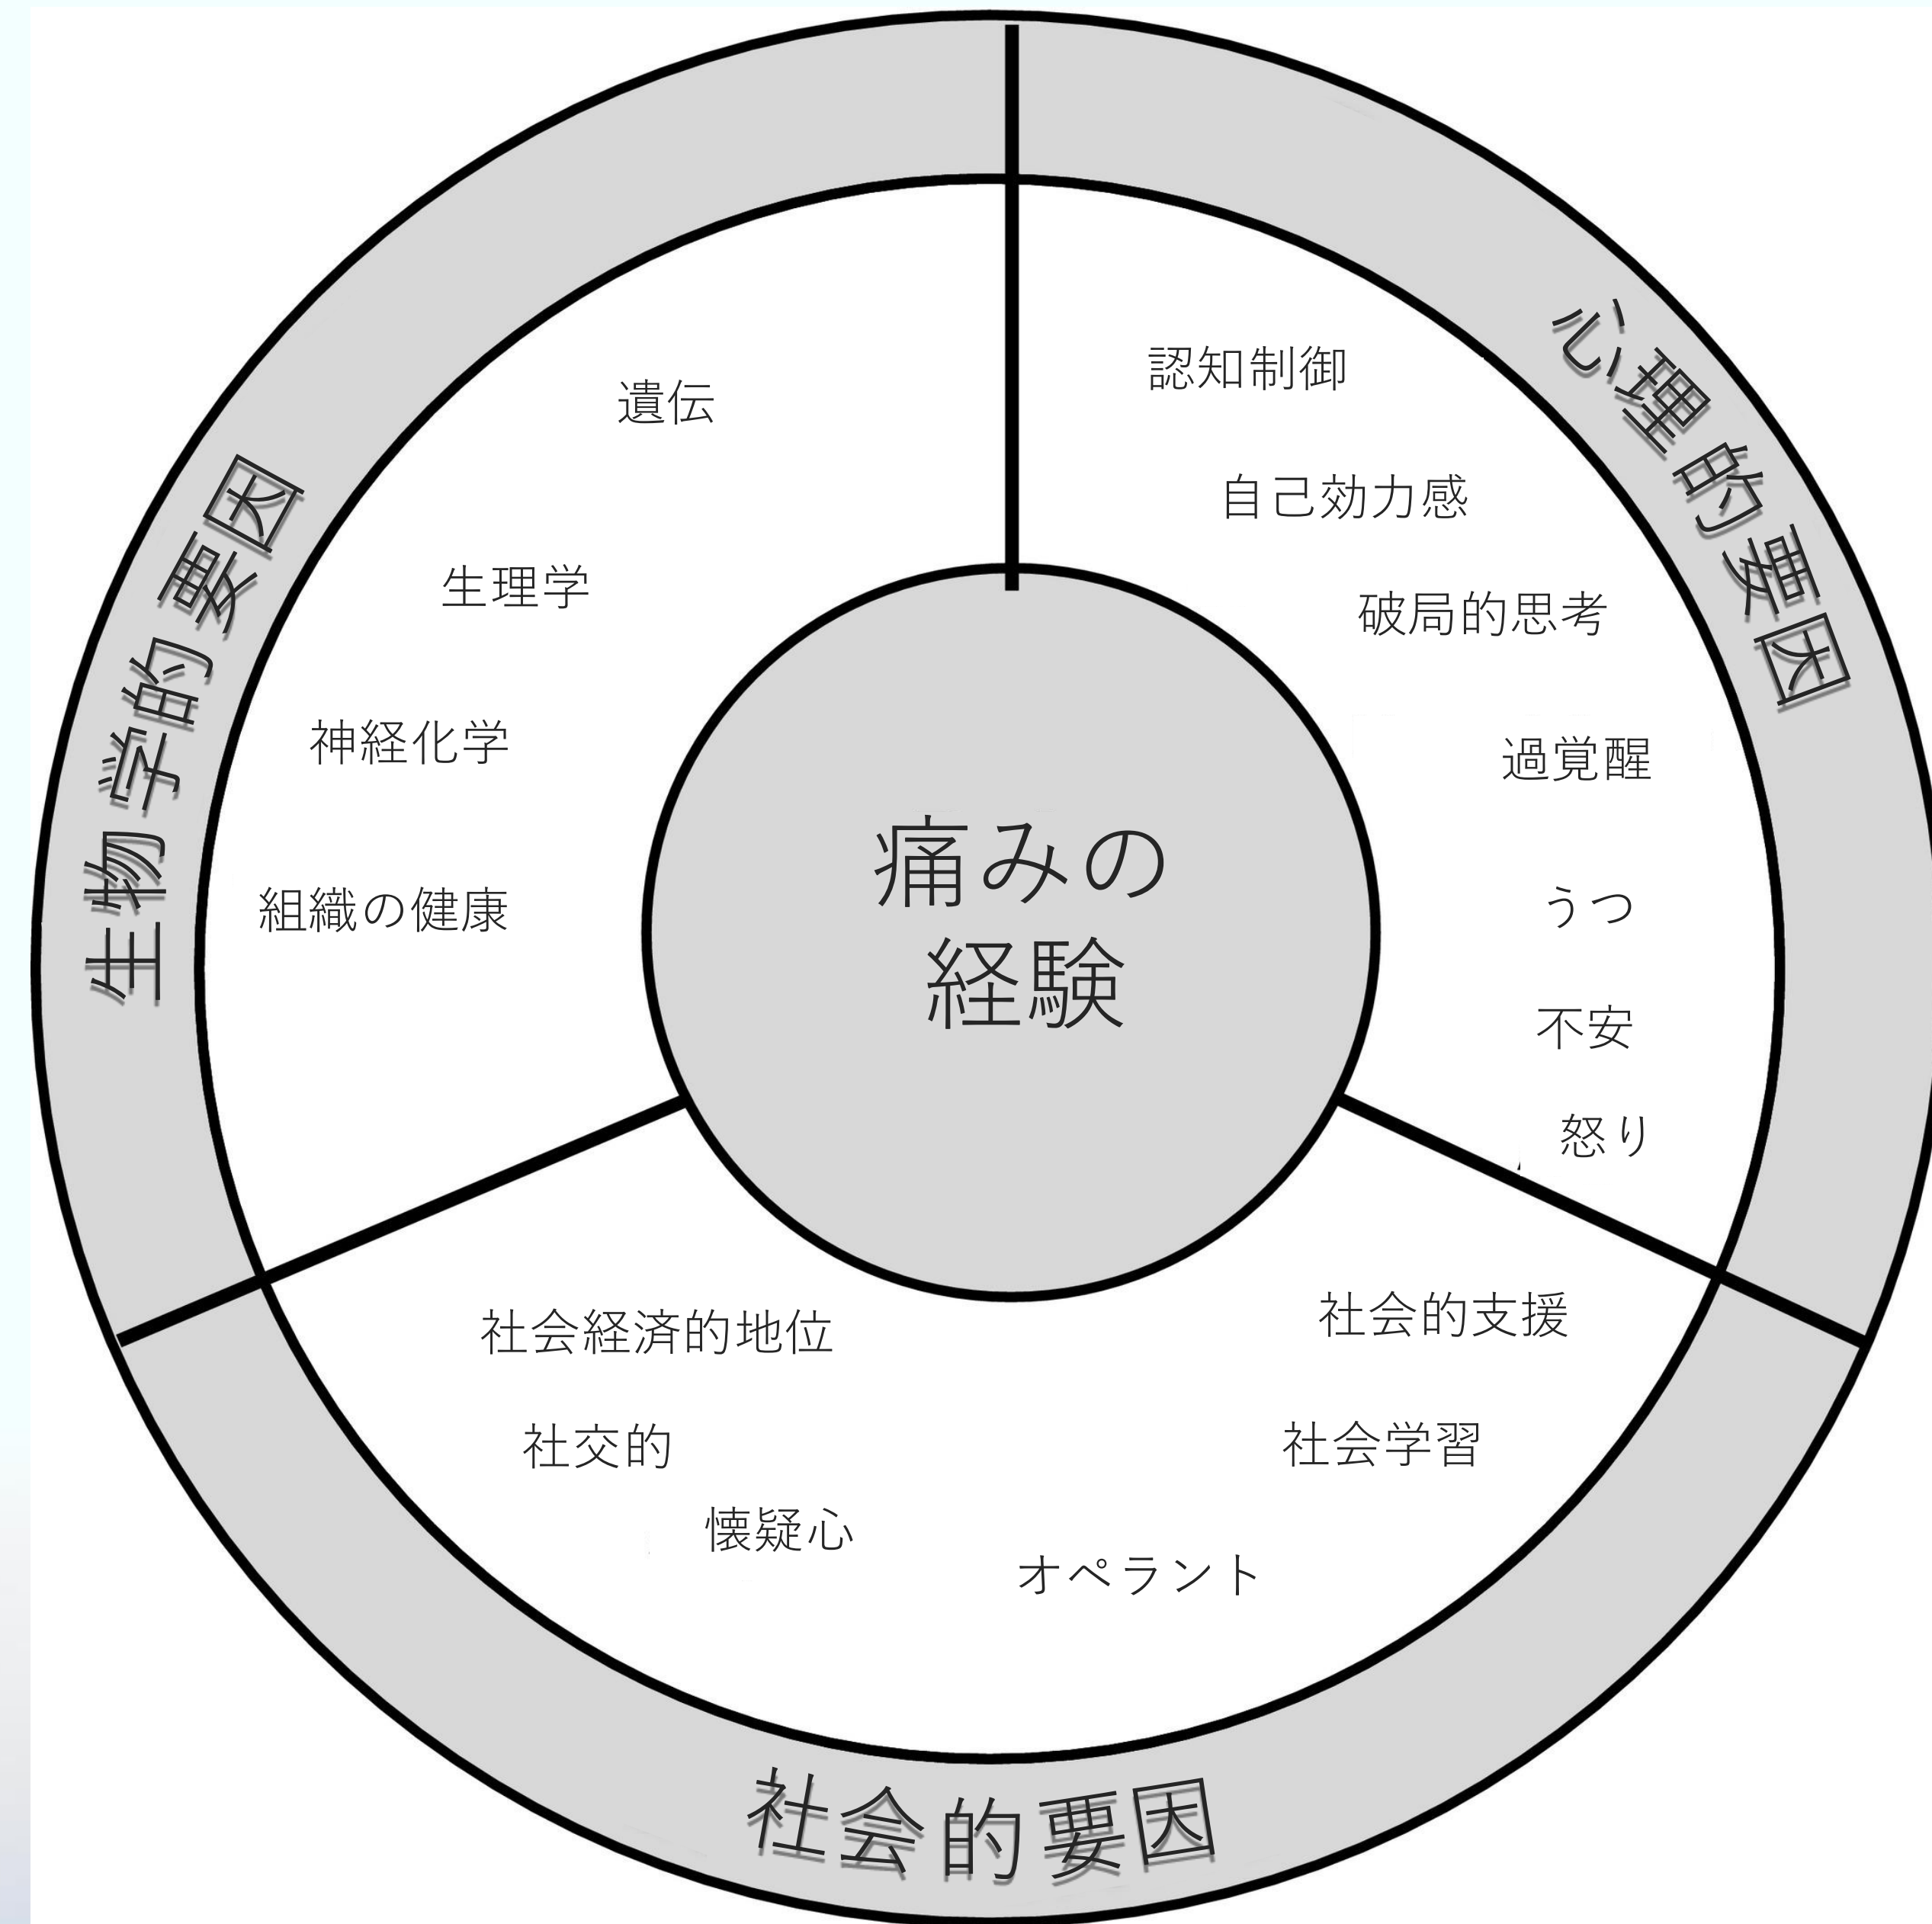 生物学的要因
遺伝
生理学
神経化学
組織の健康
心理的要因
認知制御
自己効力感
破局的思考
過覚醒
うつ
不安
怒り
痛みの
経験
社会経済的地位
社交的
懐疑心
オペラント
社会学習
社会的支援
社会的要因